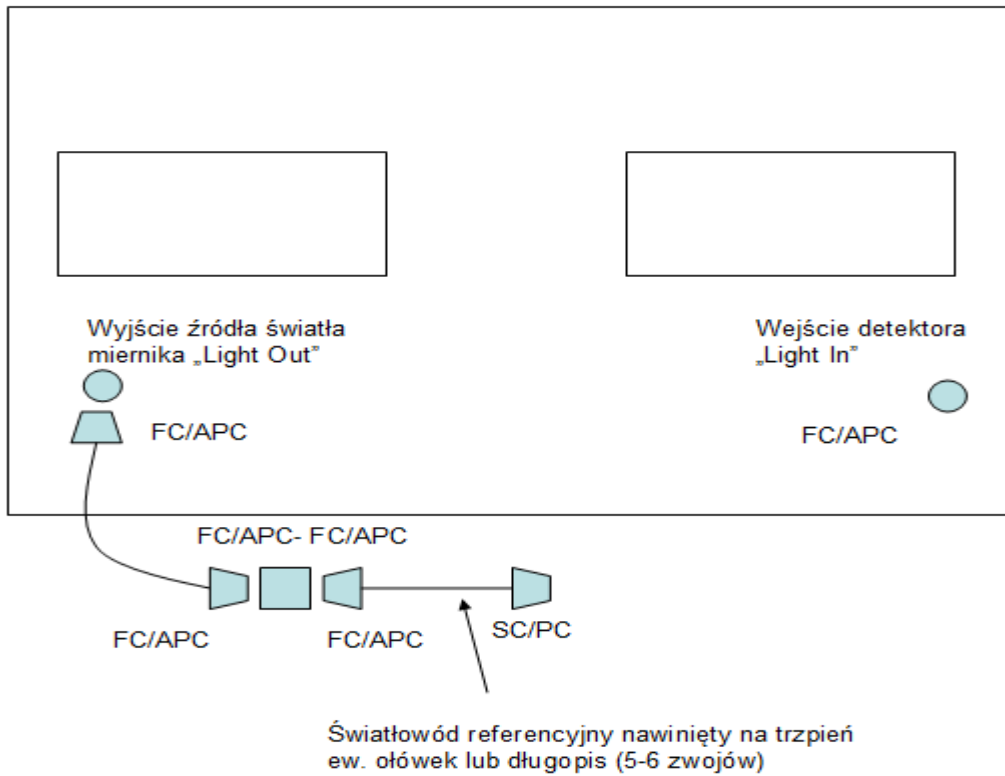 Wyjście źródła światła
miernika „Light Out”
Wejście detektora
„Light In”
FC/APC
FC/APC
FC/APC- FC/APC
FC/APC
FC/APC
SC/PC
Światłowód referencyjny nawinięty na trzpień
ew. ołówek lub długopis (5-6 zwojów)